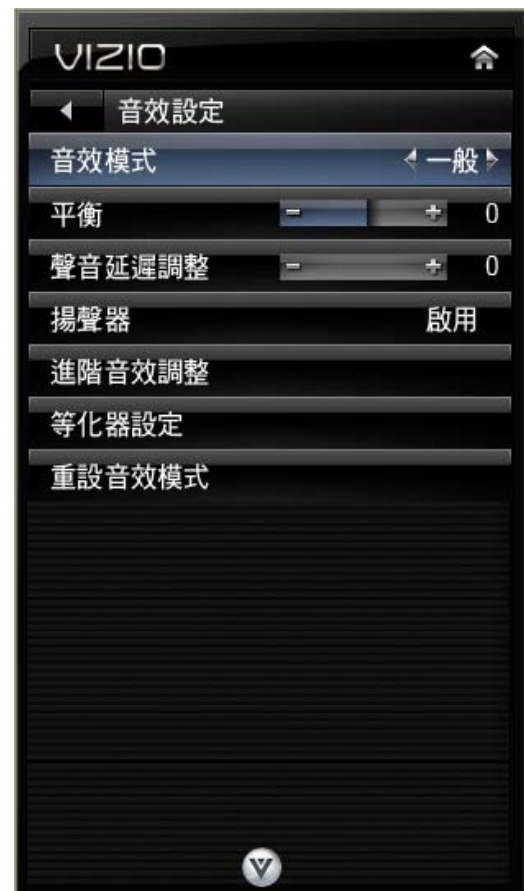 VIZIO
音效設定
音效模式 一般
平衡 - + 0
聲音延遲調整 - + 0
揚聲器 啟用
進階音效調整
等化器設定
重設音效模式
V